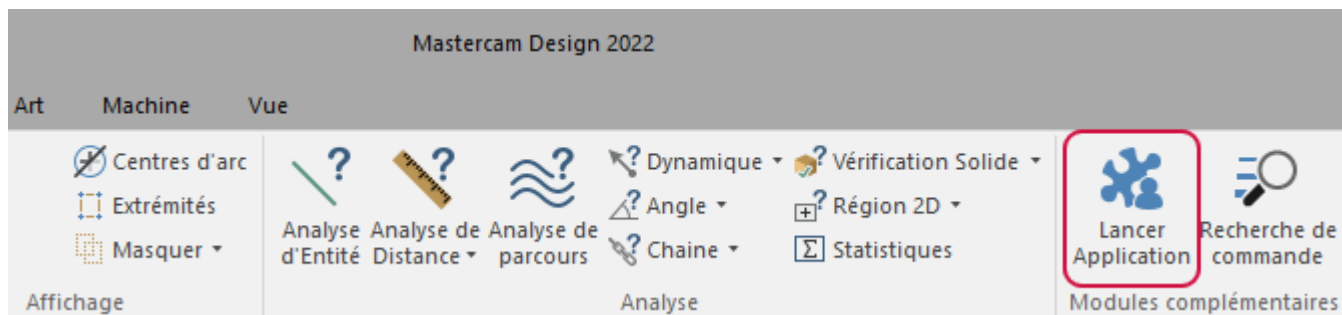 Mastercam Design 2022
Art Machine Vue
Centres d'arc
Extrémités
Masquer
Affichage
Analyse
d'Entité
Analyse de
Distance
Analyse de
parcours
Dynamique
Angle
Chaine
Vérification Solide
Région 2D
Statistiques
Analyse
Lancer
Application
Recherche de
commande
Modules complémentaires